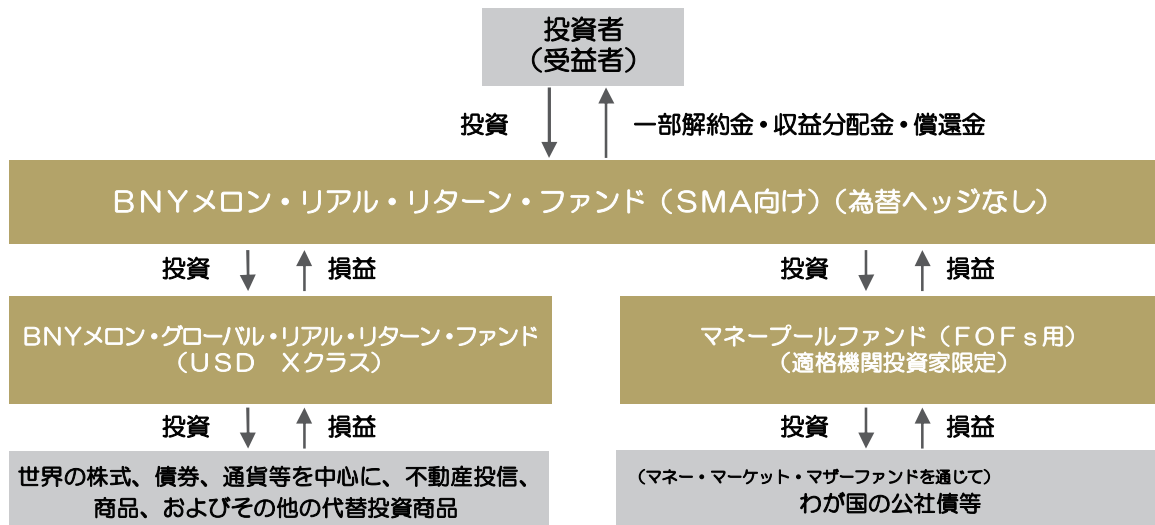 投資者
（受益者）
投資
一部解約金・収益分配金・償還金
BNYメロン・リアル・リターン・ファンド（SMA向け）（為替ヘッジなし）
投資
損益
投資
損益
BNYメロン・グローバル・リアル・リターン・ファンド
（USD　Xクラス）
マネープールファンド（FOFs用）
（適格機関投資家限定）
投資
損益
投資
損益
世界の株式、債券、通貨等を中心に、不動産投信、
商品、およびその他の代替投資商品
（マネー・マーケット・マザーファンドを通じて）
わが国の公社債等